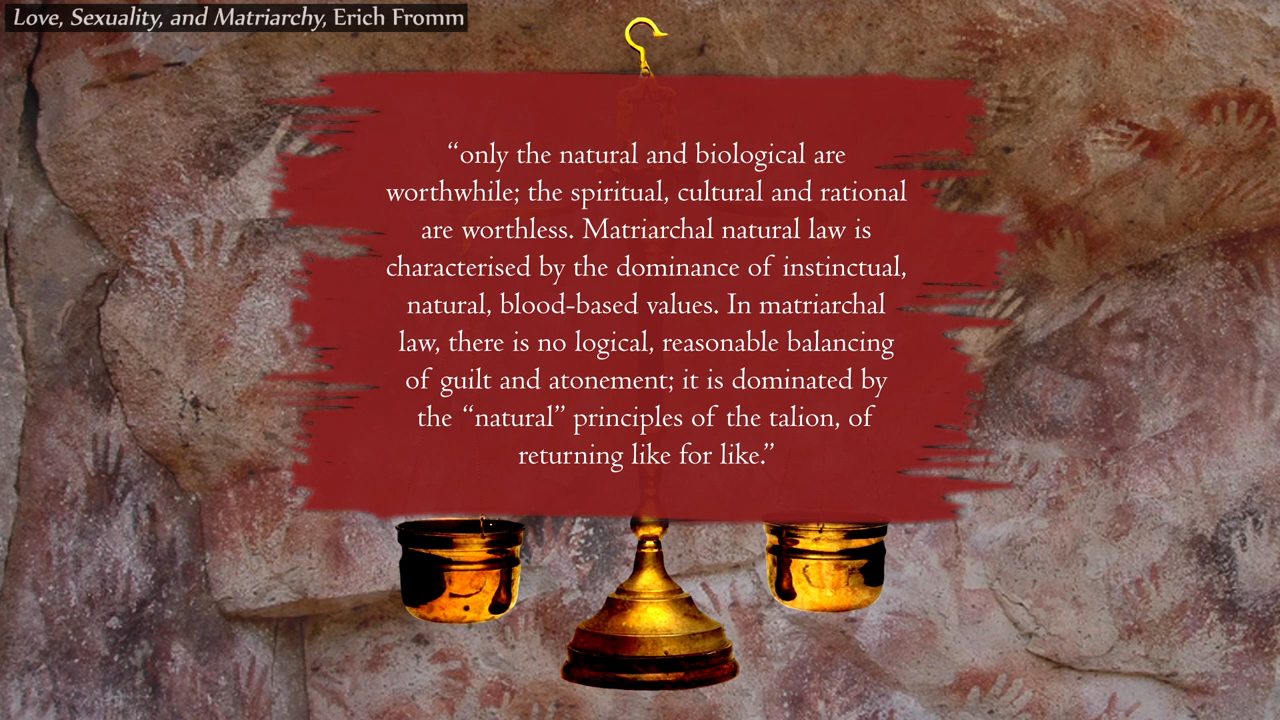 Love, Sexuality, and Matriarchy, Erich Fromm
“only the natural and biological are
worthwhile; the spiritual, cultural and rational
are worthless. Matriarchal natural law is
characterised by the dominance of instinctual,
natural, blood-based values. In matriarchal
law, there is no logical, reasonable balancing
of guilt and atonement; it is dominated by
the “natural” principles of the talion, of
returning like for like.”